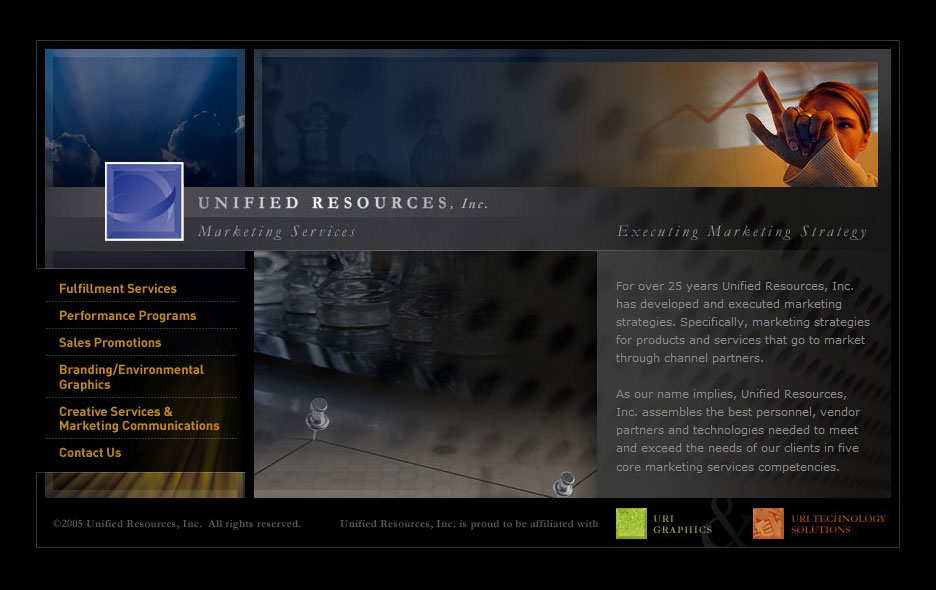 UNIFIED RESOURCES, Inc.
Marketing Services
Executing Marketing Strategy
Fulfillment Services
Performance Programs
Sales Promotions
Branding/Environmental
Graphics
Creative Services &
Marketing Communications
Contact Us
For over 25 years Unified Resources, Inc.
has developed and executed marketing
strategies. Specifically, marketing strategies
for products and services that go to market
through channel partners.
As our name implies, Unified Resources,
Inc. assembles the best personnel, vendor
partners and technologies needed to meet
and exceed the needs of our clients in five
core marketing services competencies.
©2005 Unified Resources, Inc. All rights reserved.
Unified Resources, Inc. is proud to be affiliated with
URI
GRAPHICS
&
URI TECHNOLOGY
SOLUTIONS